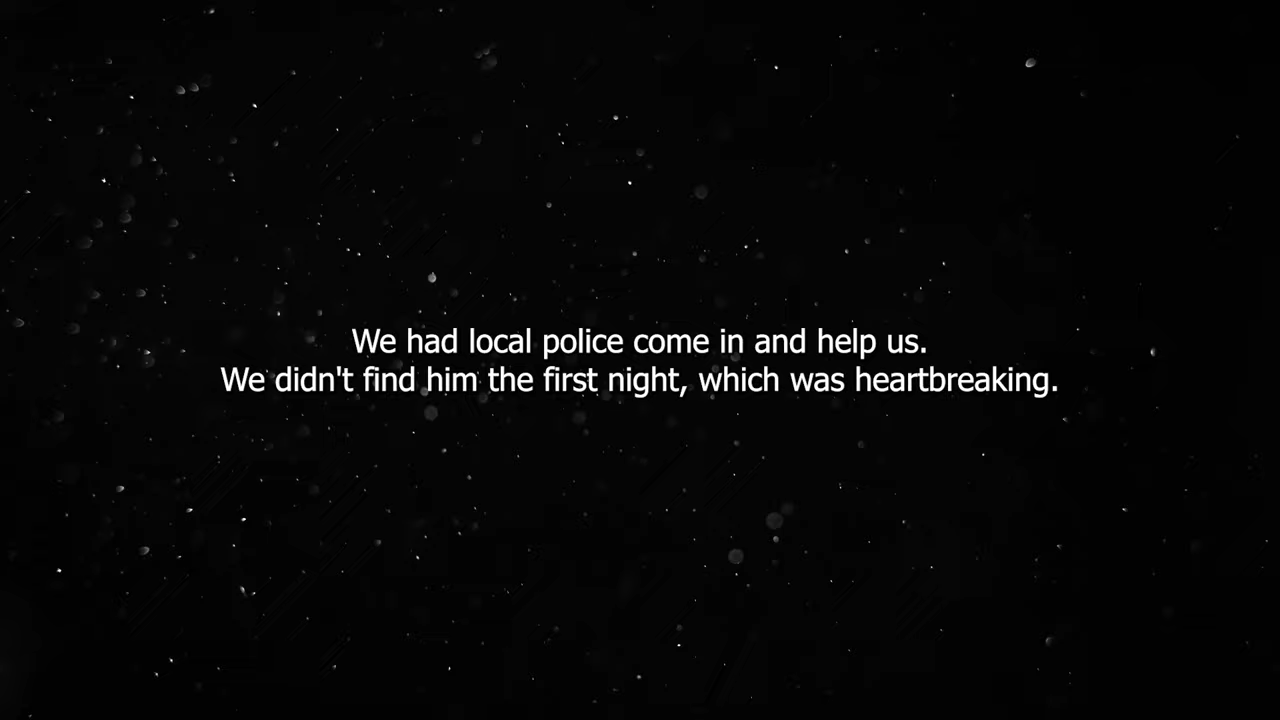 We had local police come in and help us.
We didn't find him the first night, which was heartbreaking.